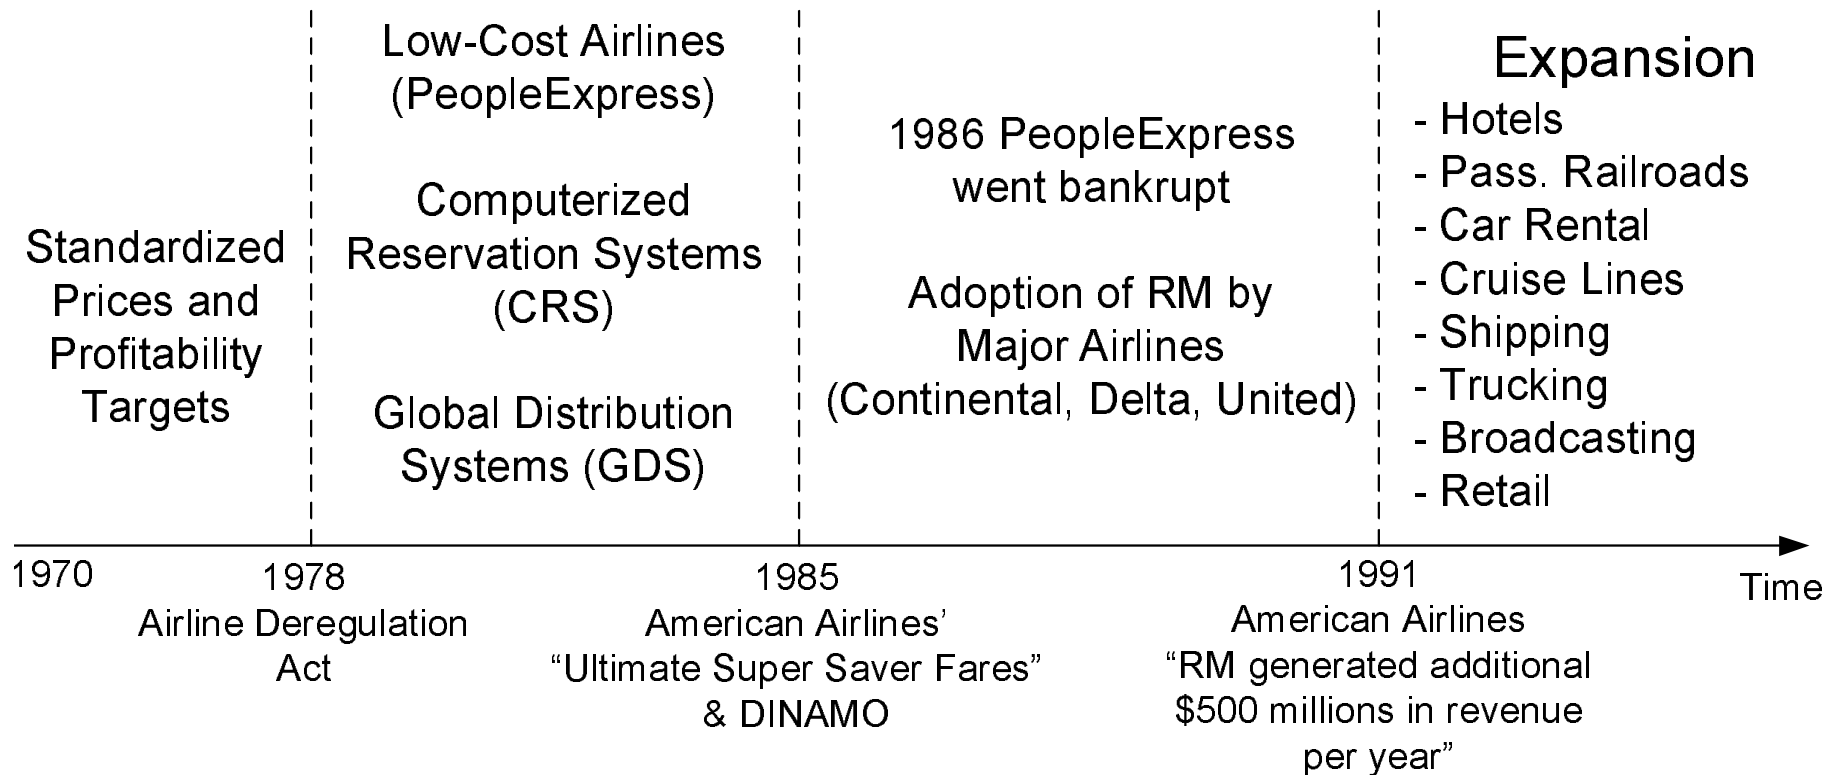 Standardized
Prices and
Profitability
Targets
Low-Cost Airlines
(PeopleExpress)
Computerized
Reservation Systems
(CRS)
Global Distribution
Systems (GDS)
1986 PeopleExpress
went bankrupt
Adoption of RM by
Major Airlines
(Continental, Delta, United)
Expansion
- Hotels
- Pass. Railroads
- Car Rental
- Cruise Lines
- Shipping
- Trucking
- Broadcasting
- Retail
1970
1978
Airline Deregulation
Act
1985
American Airlines’
“Ultimate Super Saver Fares”
& DINAMO
1991
American Airlines
“RM generated additional
$500 millions in revenue
per year”
Time